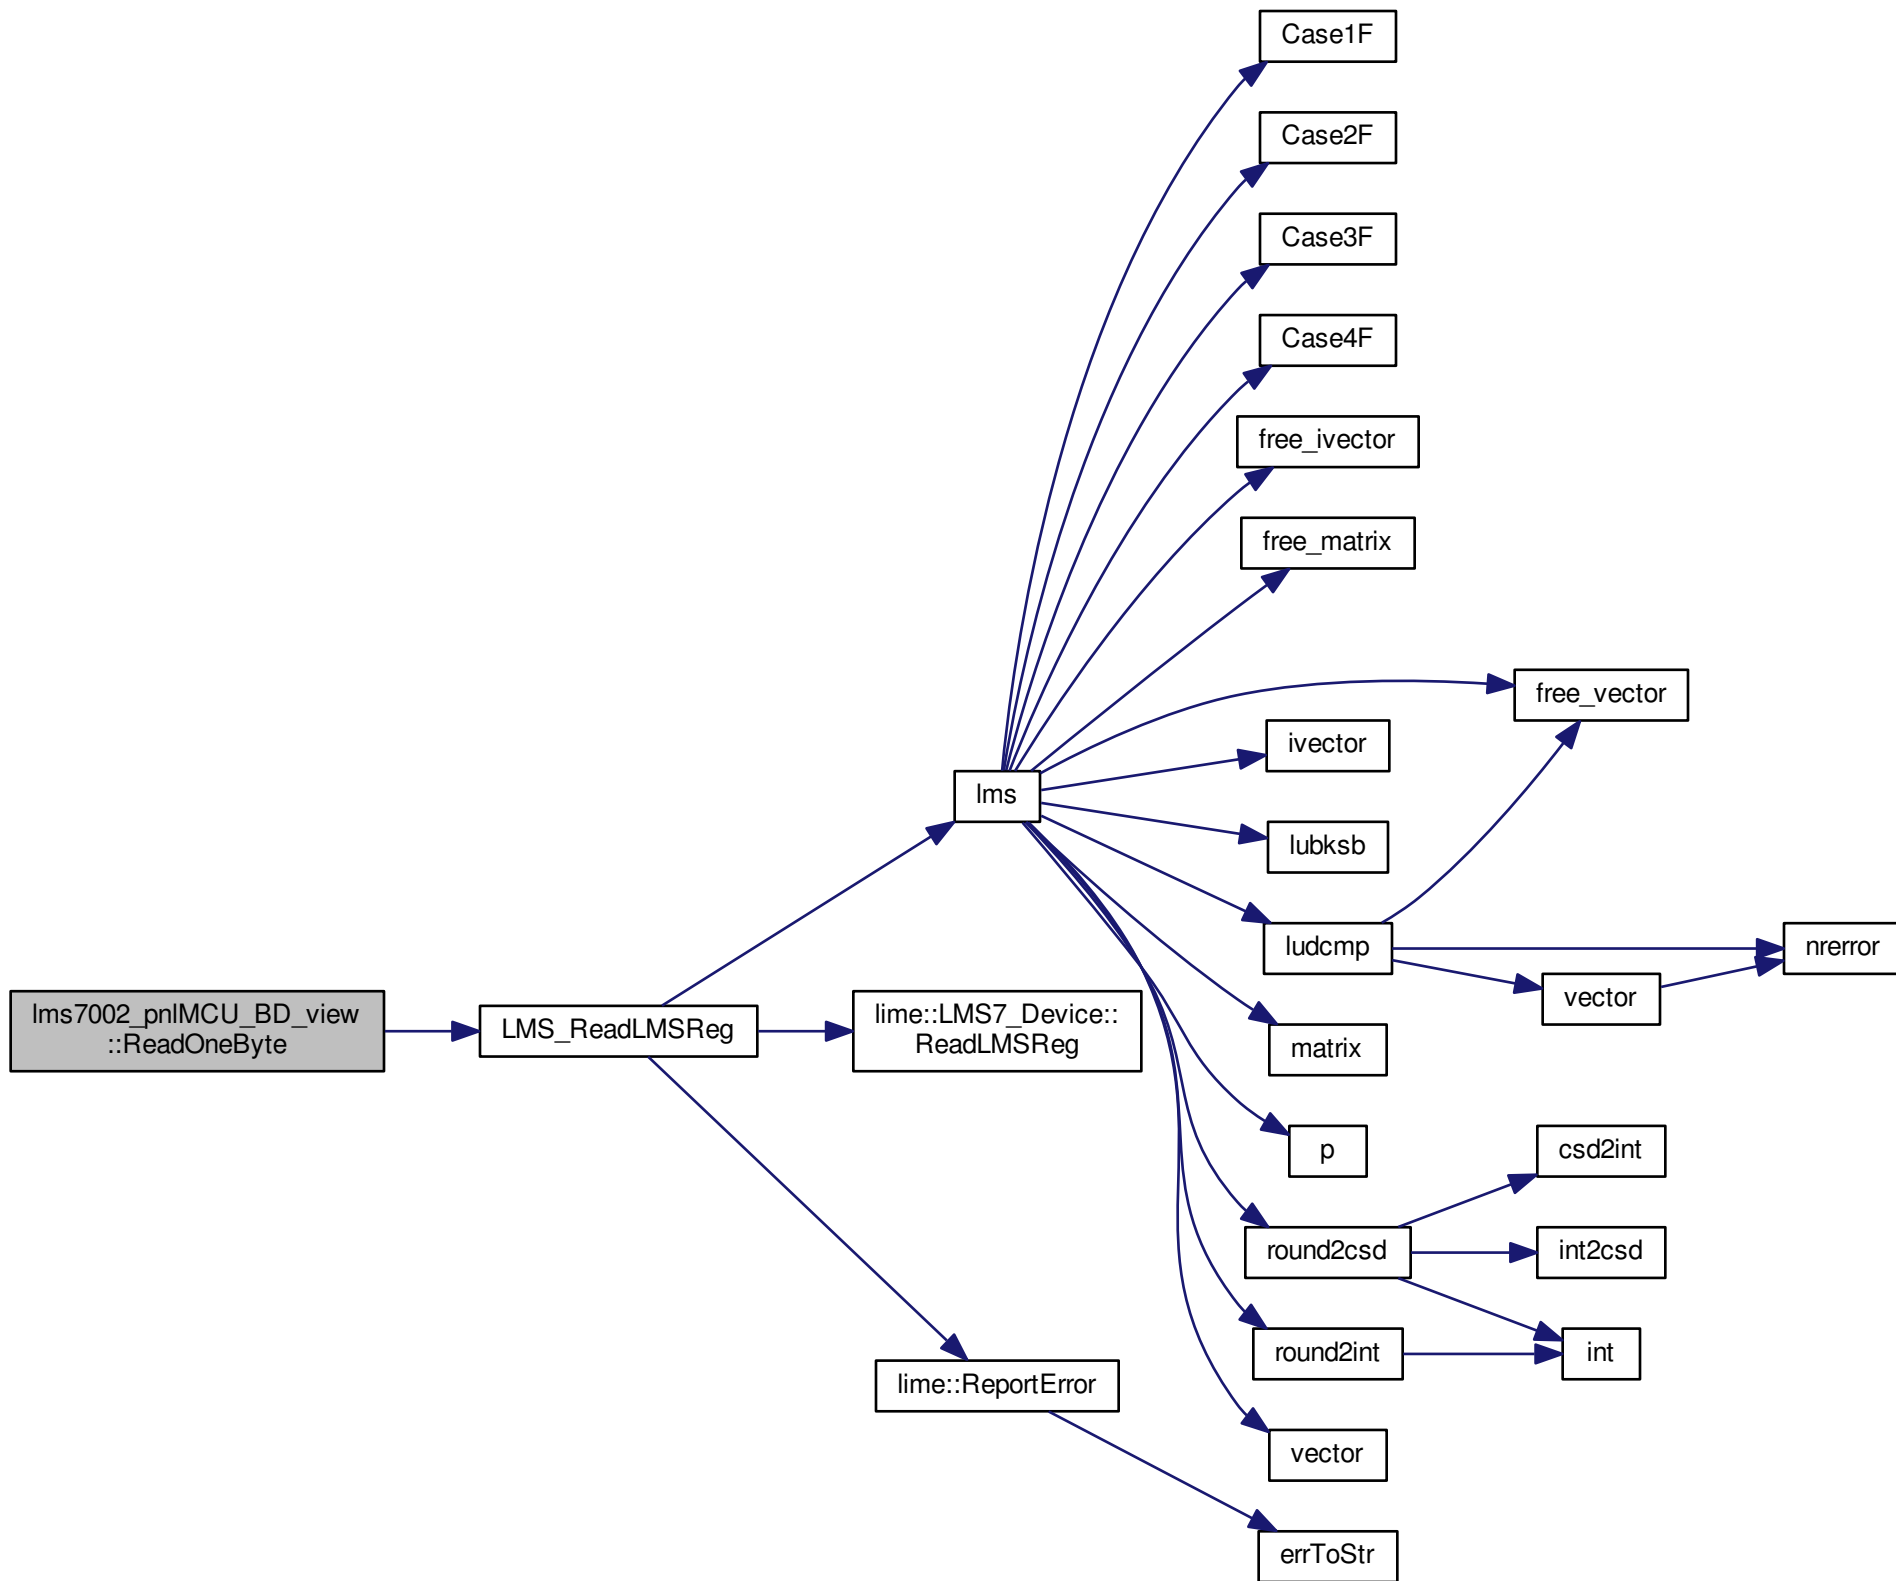 Case1F
Case2F
Case3F
Case4F
free_ivector
free_matrix
free_vector
ivector
lms
lubksb
ludcmp
nrerror
vector
lms7002_pnlMCU_BD_view
::ReadOneByte
LMS_ReadLMSReg
lime::LMS7_Device::
ReadLMSReg
matrix
p
csd2int
round2csd
int2csd
round2int
int
lime::ReportError
vector
errToStr